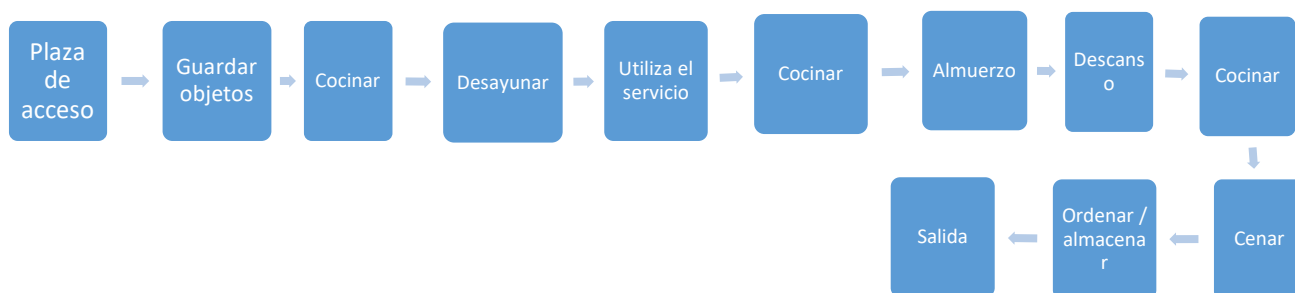 Plaza
de
acceso
Guardar
objetos
Cocinar
Desayunar
Utiliza el
servicio
Cocinar
Almuerzo
Descans
o
Cocinar
Cenar
Ordenar /
almacena
r
Salida